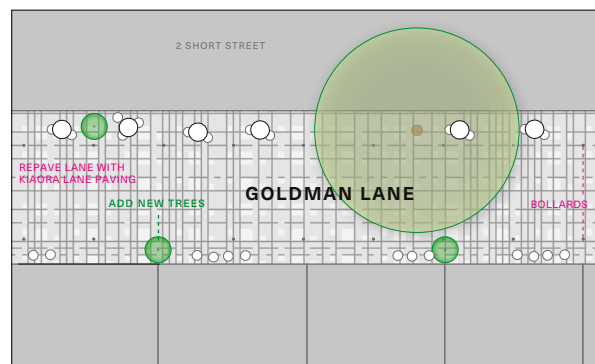 2 SHORT STREET
REPAVE LANE WITH
KIAORA LANE PAVING
ADD NEW TREES
GOLDMAN LANE
BOLLARDS